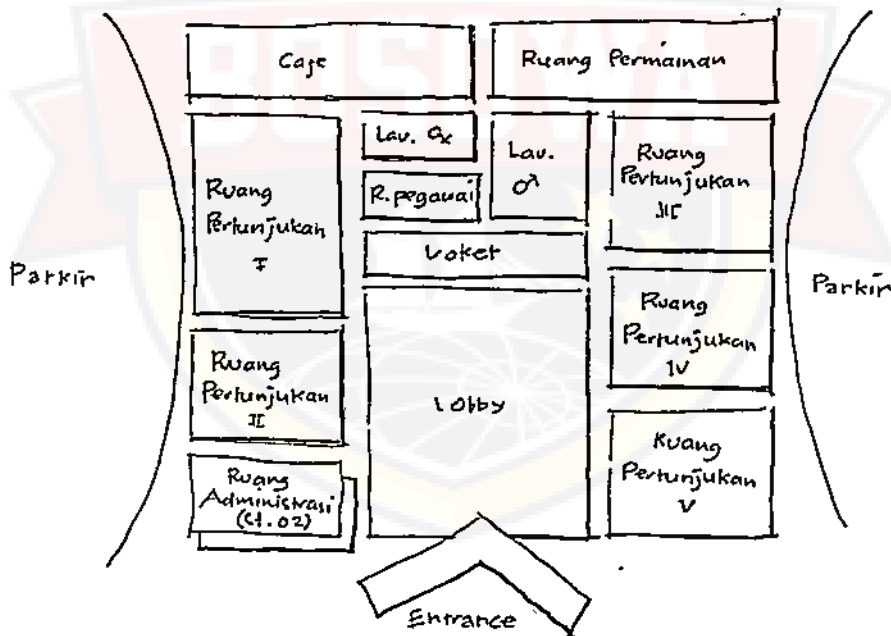 Cafe
Ruang Permainan
Lav. ♀
Lav.
♂
R. pegawai
Ruang
Pertunjukan
I
Ruang
Pertunjukan
III
Loket
Parkir
Parkir
Ruang
Pertunjukan
IV
Ruang
Pertunjukan
II
Lobby
Ruang
Pertunjukan
V
Ruang
Administrasi
(Lt. 02)
Entrance
BOSOWA